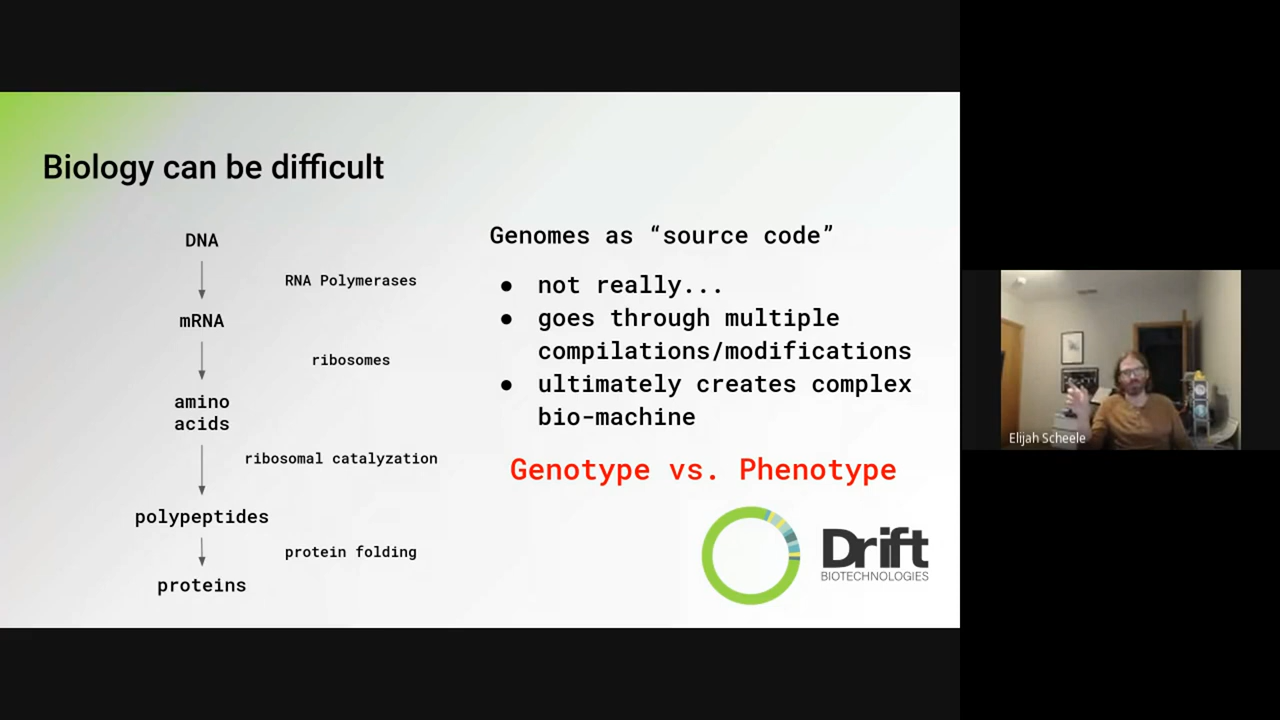 Biology can be difficult
DNA
RNA Polymerases
mRNA
ribosomes
amino
acids
ribosomal catalyzation
polypeptides
protein folding
proteins
Genomes as “source code”
● not really...
● goes through multiple
compilations/modifications
● ultimately creates complex
bio-machine
Genotype vs. Phenotype
Drift
BIOTECHNOLOGIES
Elijah Scheele